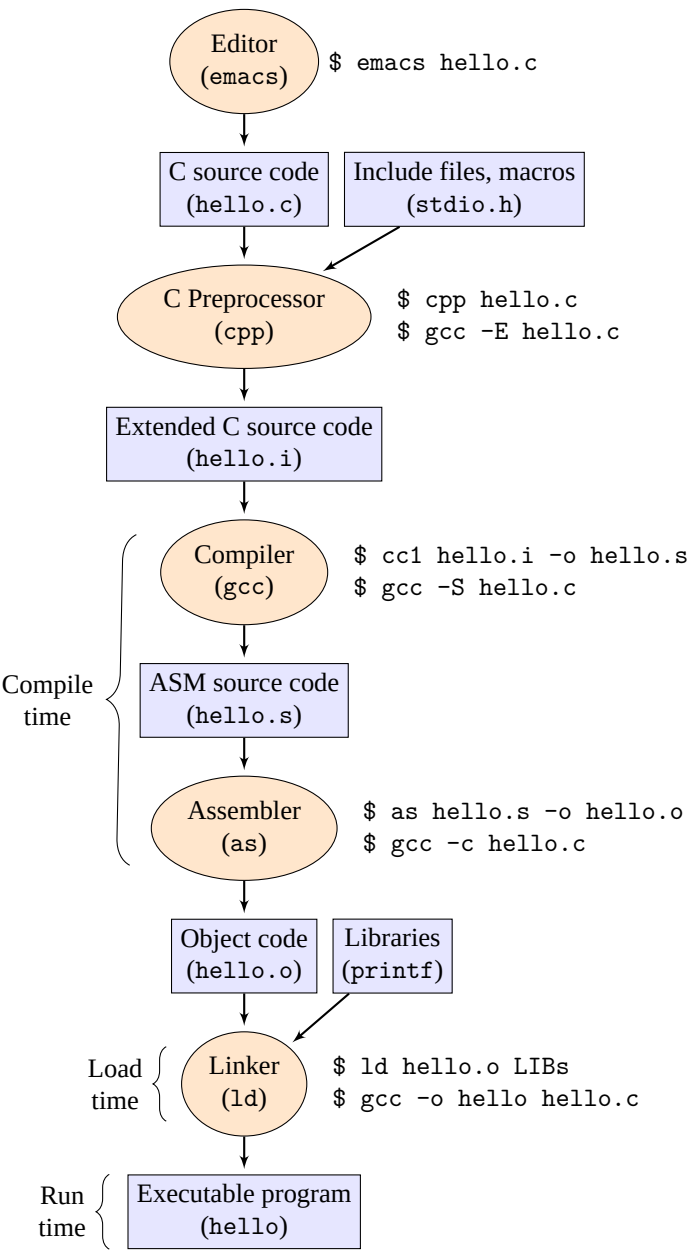 Editor
(emacs)
$ emacs hello.c
C source code
(hello.c)
Include files, macros
(stdio.h)
C Preprocessor
(cpp)
$ cpp hello.c
$ gcc -E hello.c
Extended C source code
(hello.i)
Compiler
(gcc)
$ cc1 hello.i -o hello.s
$ gcc -S hello.c
Compile
time
ASM source code
(hello.s)
Assembler
(as)
$ as hello.s -o hello.o
$ gcc -c hello.c
Object code
(hello.o)
Libraries
(printf)
Load
time
Linker
(ld)
$ ld hello.o LIBs
$ gcc -o hello hello.c
Run
time
Executable program
(hello)